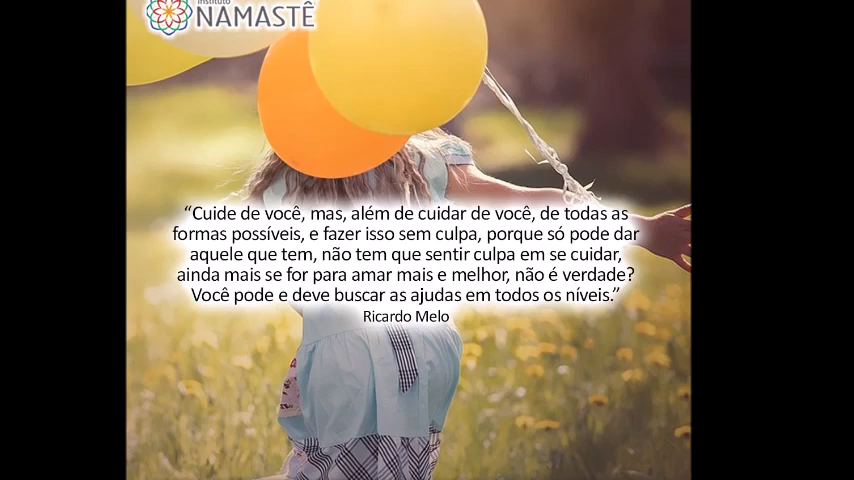 Instituto
NAMASTÊ
“Cuide de você, mas, além de cuidar de você, de todas as
formas possíveis, e fazer isso sem culpa, porque só pode dar
aquele que tem, não tem que sentir culpa em se cuidar,
ainda mais se for para amar mais e melhor, não é verdade?
Você pode e deve buscar as ajudas em todos os níveis.”
Ricardo Melo